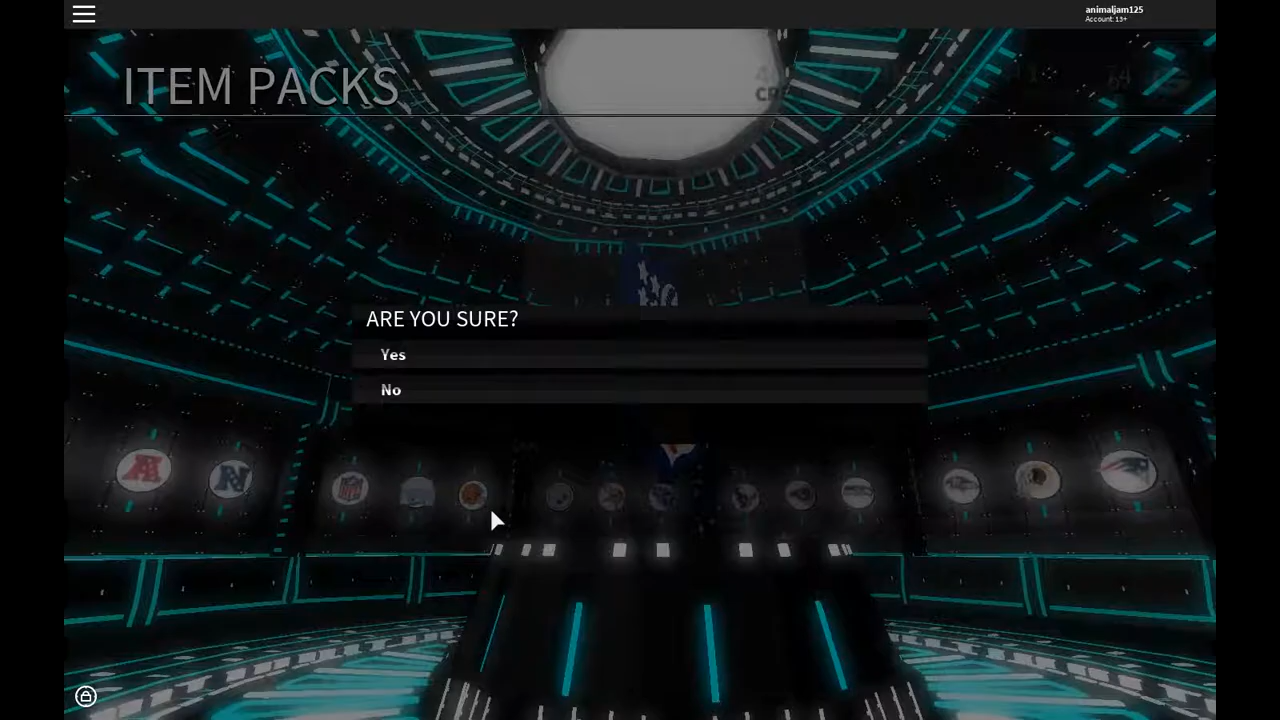 animaljam125
Account: 13+
ITEM PACKS
ARE YOU SURE?
Yes
No